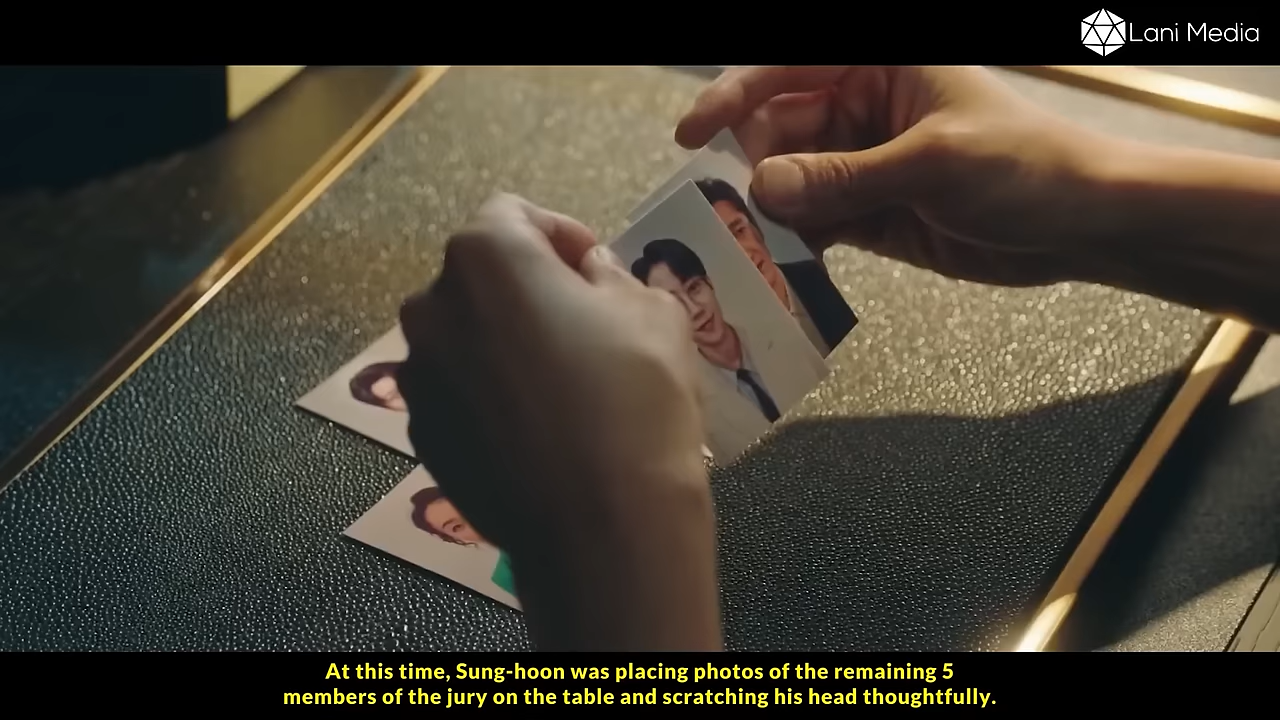 Lani Media
At this time, Sung-hoon was placing photos of the remaining 5
members of the jury on the table and scratching his head thoughtfully.